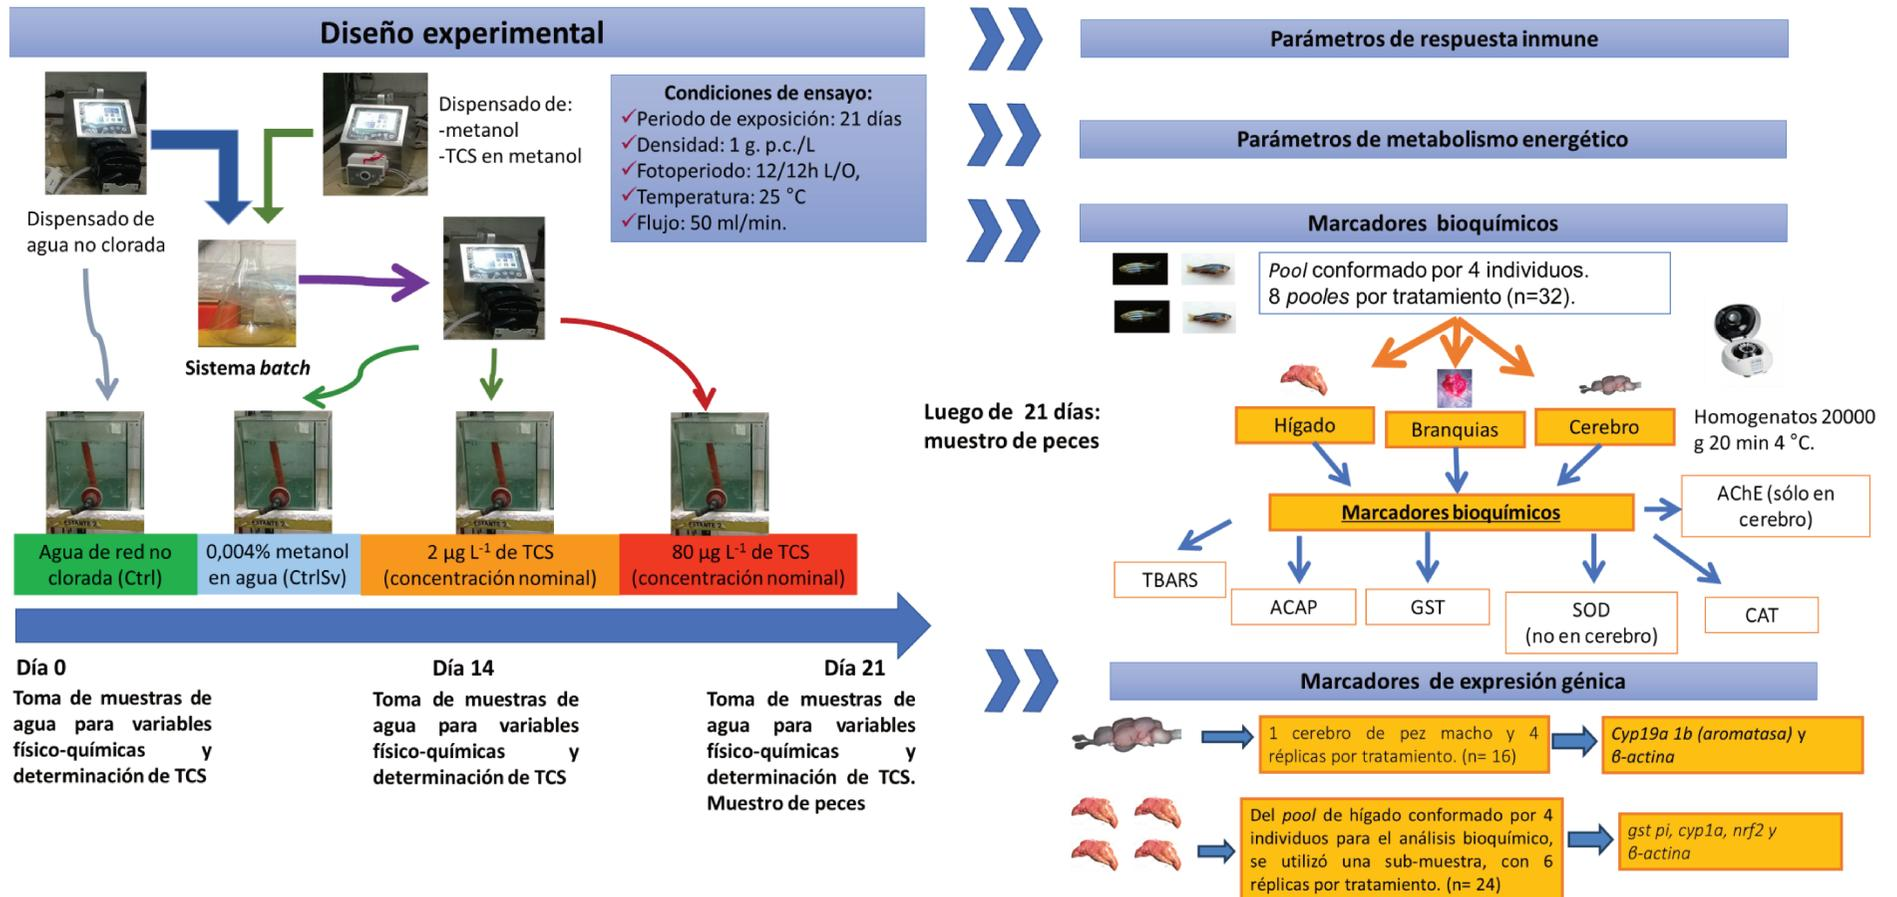 Diseño experimental
Dispensado de:
-metanol
-TCS en metanol
Condiciones de ensayo:
✓Periodo de exposición: 21 días
✓Densidad: 1 g. p.c./L
✓Fotoperiodo: 12/12h L/O,
✓Temperatura: 25 °C
✓Flujo: 50 ml/min.
Dispensado de
agua no clorada
Sistema batch
ESTANTE 2
ESTANTE 2
ESTANTE 2
ESTANTE 2
Agua de red no
clorada (Ctrl)
0,004% metanol
en agua (CtrlSv)
2 µg L⁻¹ de TCS
(concentración nominal)
80 µg L⁻¹ de TCS
(concentración nominal)
Día 0
Toma de muestras de
agua para variables
físico-químicas y
determinación de TCS
Día 14
Toma de muestras de
agua para variables
físico-químicas y
determinación de TCS
Día 21
Toma de muestras de
agua para variables
físico-químicas y
determinación de TCS.
Muestro de peces
Luego de 21 días:
muestro de peces
Parámetros de respuesta inmune
Parámetros de metabolismo energético
Marcadores bioquímicos
Pool conformado por 4 individuos.
8 pooles por tratamiento (n=32).
Hígado
Branquias
Cerebro
Homogenatos 20000
g 20 min 4 °C.
Marcadores bioquímicos
AChE (sólo en
cerebro)
TBARS
ACAP
GST
SOD
(no en cerebro)
CAT
Marcadores de expresión génica
1 cerebro de pez macho y 4
réplicas por tratamiento. (n= 16)
Cyp19a 1b (aromatasa) y
β-actina
Del pool de hígado conformado por 4
individuos para el análisis bioquímico,
se utilizó una sub-muestra, con 6
réplicas por tratamiento. (n= 24)
gst pi, cyp1a, nrf2 y
β-actina